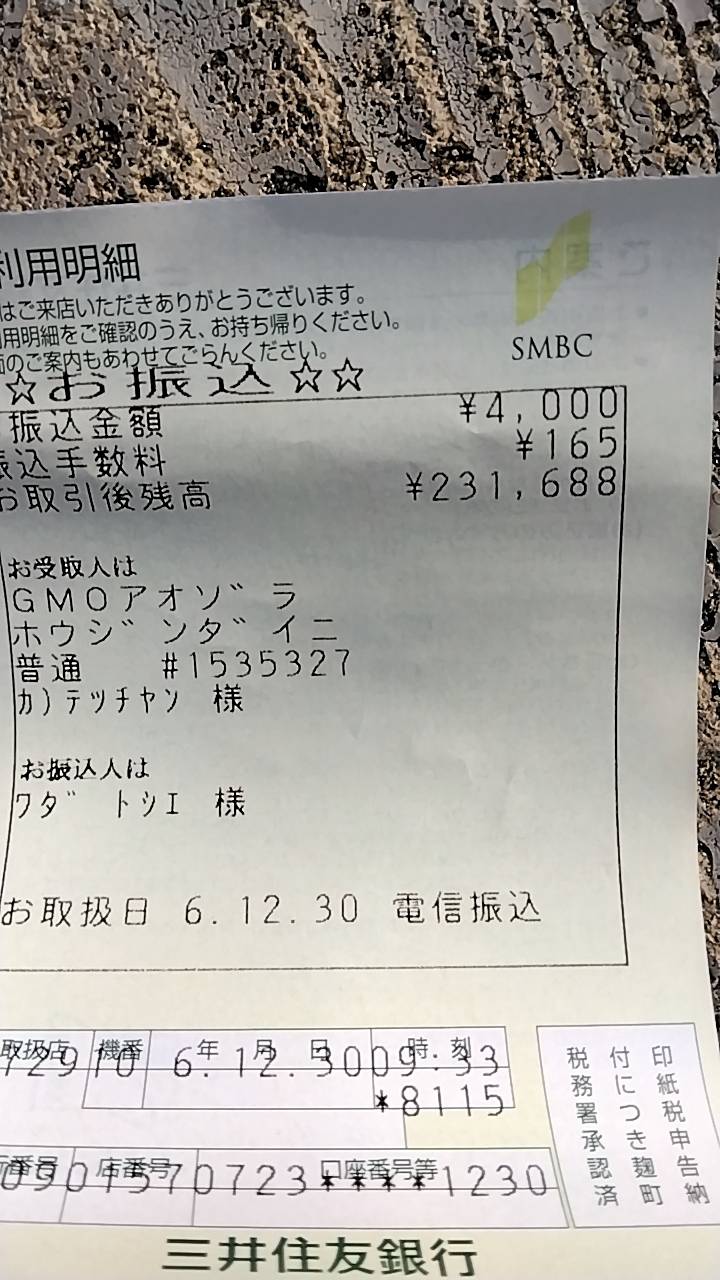 利用明細
はご来店いただきありがとうございます。
用明細をご確認のうえ、お持ち帰りください。
のご案内もあわせてごらんください。
SMBC
☆お振込☆☆
振込金額 ¥4,000
振込手数料 ¥165
お取引後残高 ¥231,688
お受取人は
GMOアオゾラ
ホウジンダイニ
普通 #1535327
カ)テッチャン 様
お振込人は
ワダ トシエ 様
お取扱日 6.12.30 電信振込
取扱店 機番 年 月 日 時 刻
72910 6.12.30 09.33
*8115
番号 店番号 口座番号等
0901570723****1230
印紙税申告納
付につき麹町
税務署承認済
三井住友銀行